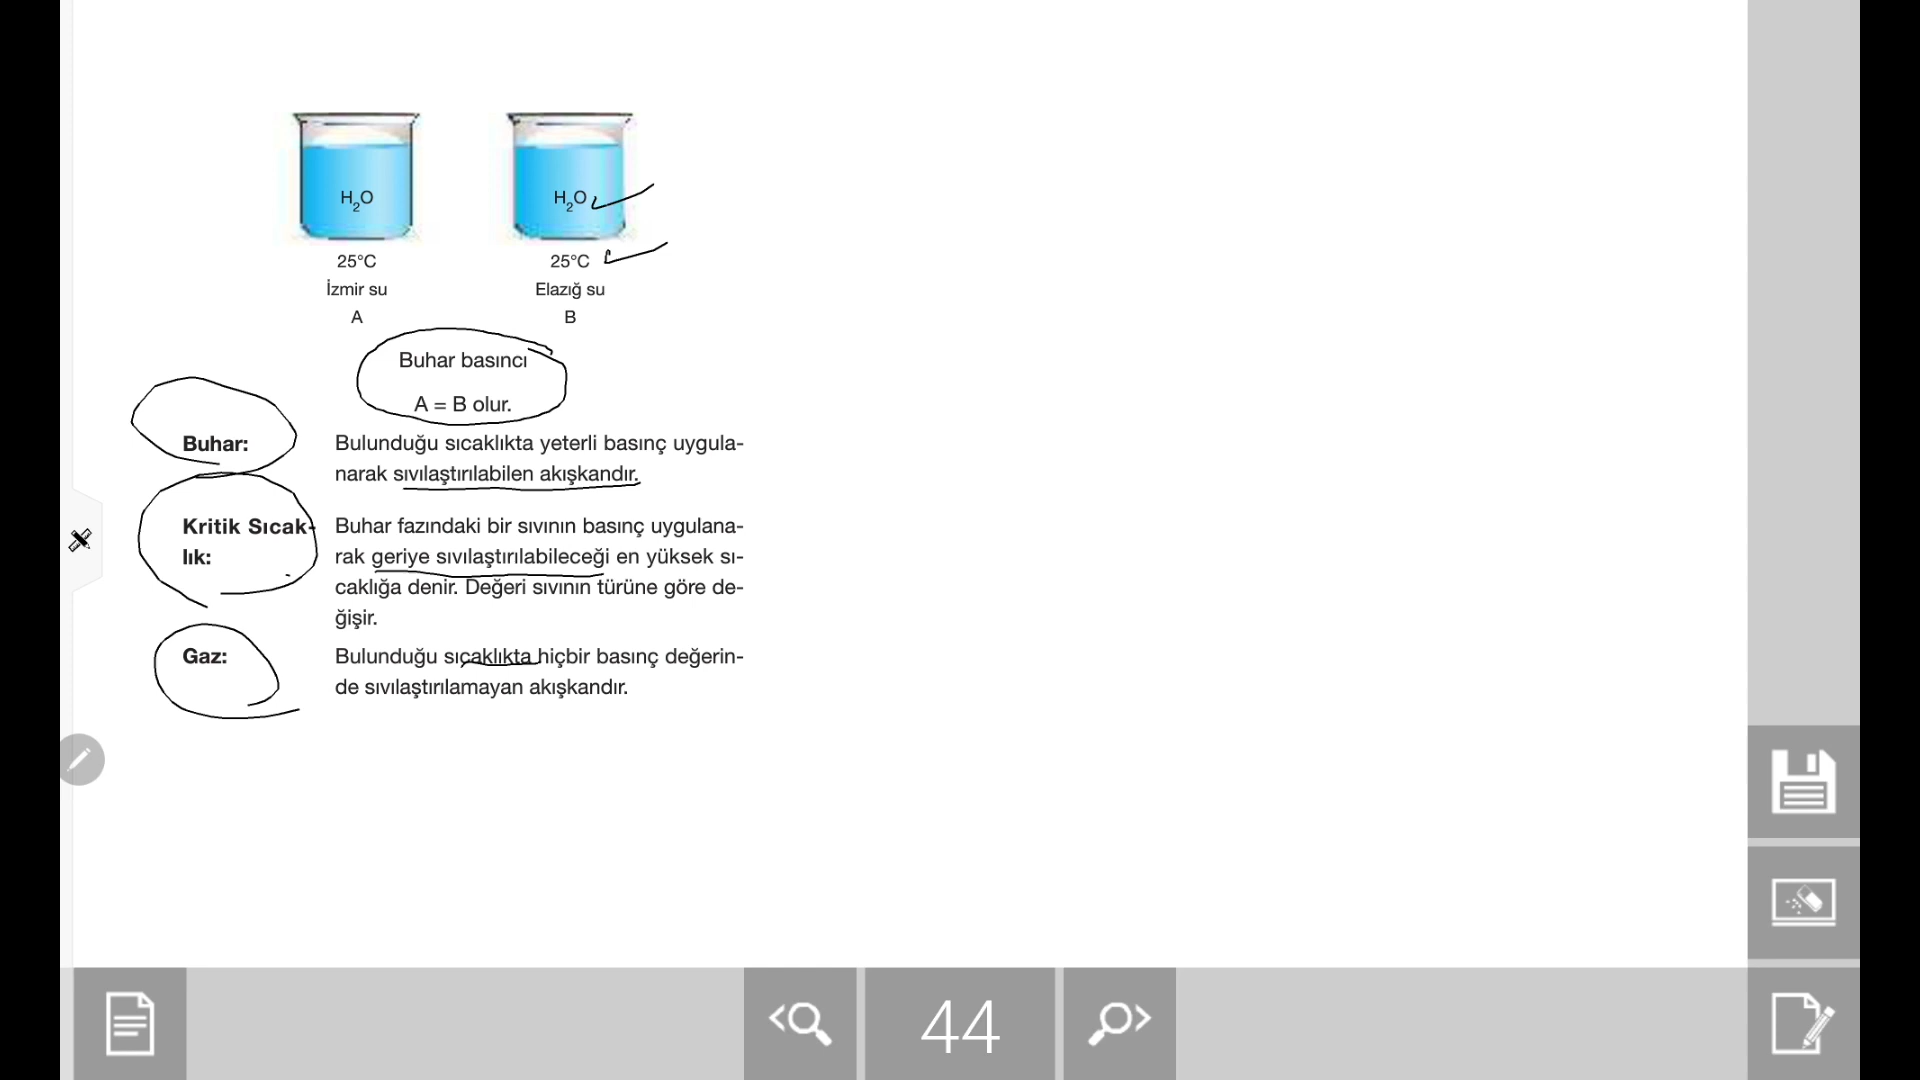 H2O H2O
25°C 25°C
İzmir su Elazığ su
A B
Buhar basıncı
A = B olur.
Buhar: Bulunduğu sıcaklıkta yeterli basınç uygula-
narak sıvılaştırılabilen akışkandır.
Kritik Sıcak- Buhar fazındaki bir sıvının basınç uygulana-
lık: rak geriye sıvılaştırılabileceği en yüksek sı-
caklığa denir. Değeri sıvının türüne göre de-
ğişir.
Gaz: Bulunduğu sıcaklıkta hiçbir basınç değerin-
de sıvılaştırılamayan akışkandır.
44